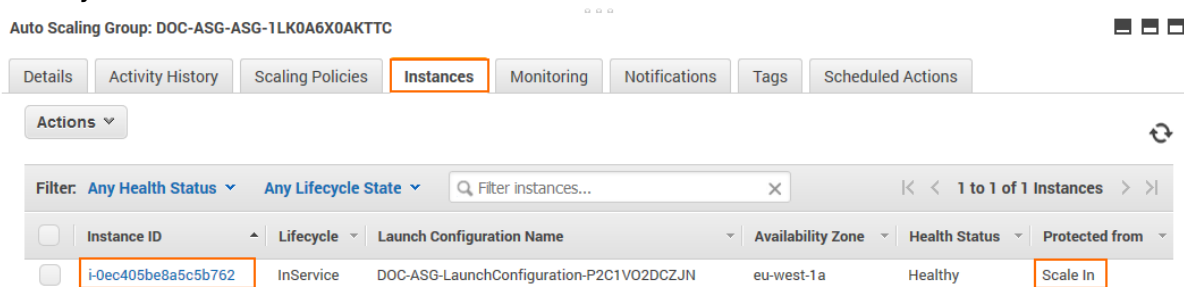 Auto Scaling Group: DOC-ASG-ASG-1LK0A6X0AKTTC
Details Activity History Scaling Policies Instances Monitoring Notifications Tags Scheduled Actions
Actions
Filter: Any Health Status Any Lifecycle State Filter instances... 1 to 1 of 1 Instances
Instance ID Lifecycle Launch Configuration Name Availability Zone Health Status Protected from
i-0ec405be8a5c5b762 InService DOC-ASG-LaunchConfiguration-P2C1VO2DCZJN eu-west-1a Healthy Scale In